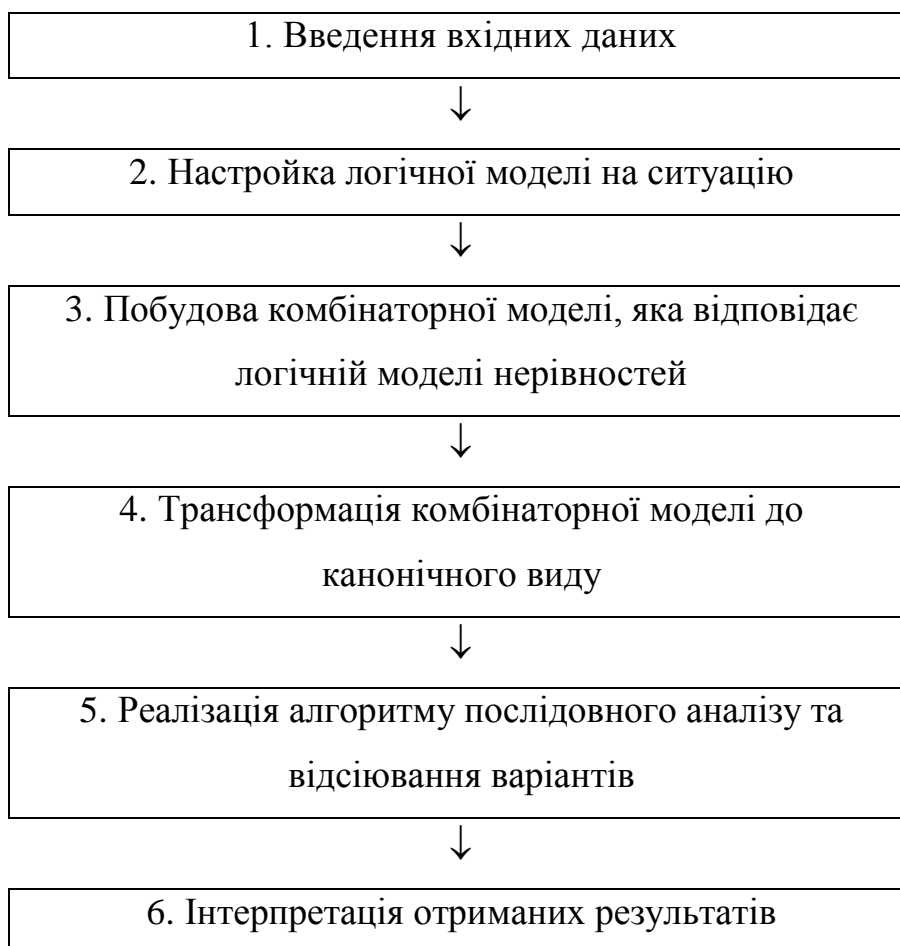 1. Введення вхідних даних
↓
2. Настройка логічної моделі на ситуацію
↓
3. Побудова комбінаторної моделі, яка відповідає
логічній моделі нерівностей
↓
4. Трансформація комбінаторної моделі до
канонічного виду
↓
5. Реалізація алгоритму послідовного аналізу та
відсіювання варіантів
↓
6. Інтерпретація отриманих результатів